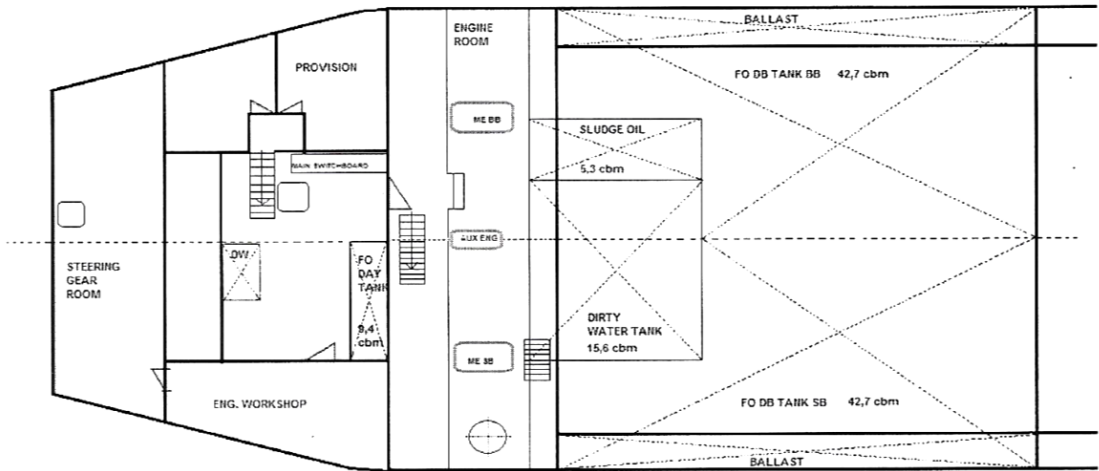 BALLAST
ENGINE
ROOM
PROVISION
FO DB TANK BB 42,7 cbm
ME BB
SLUDGE OIL
MAIN SWITCHBOARD
5,3 cbm
AUX ENG
DW
FO
DAY
TANK
STEERING
GEAR
ROOM
9,4
cbm
DIRTY
WATER TANK
15,6 cbm
ME SB
ENG. WORKSHOP
FO DB TANK SB 42,7 cbm
BALLAST